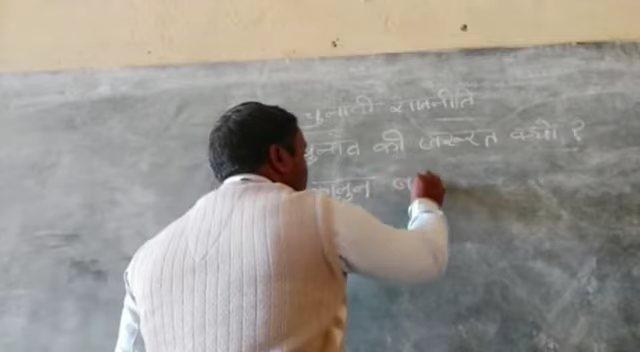 चुनावी - राजनीति
चुनाव की जरूरत क्यो ?
कानुन